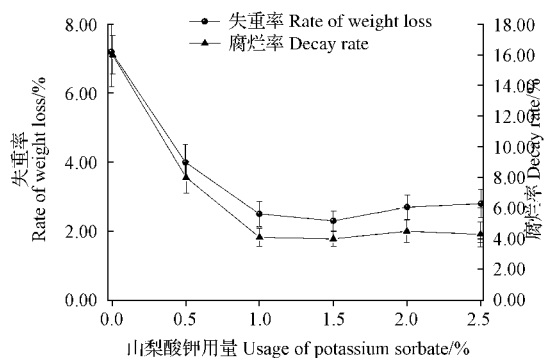 失重率 Rate of weight loss
腐烂率 Decay rate
失重率
Rate of weight loss/%
8.00
6.00
4.00
2.00
0.00
18.00
16.00
14.00
12.00
10.00
8.00
6.00
4.00
2.00
0.00
腐烂率 Decay rate/%
0.0 0.5 1.0 1.5 2.0 2.5
山梨酸钾用量 Usage of potassium sorbate/%